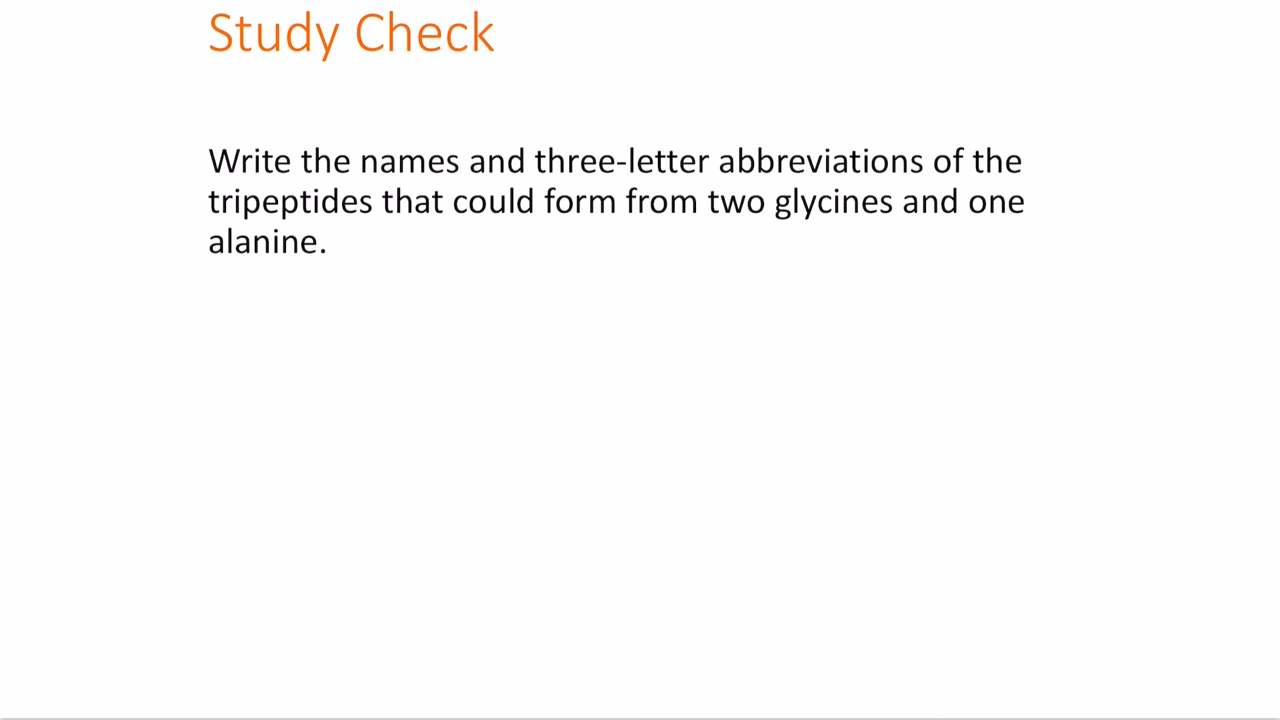 Study Check
Write the names and three-letter abbreviations of the
tripeptides that could form from two glycines and one
alanine.